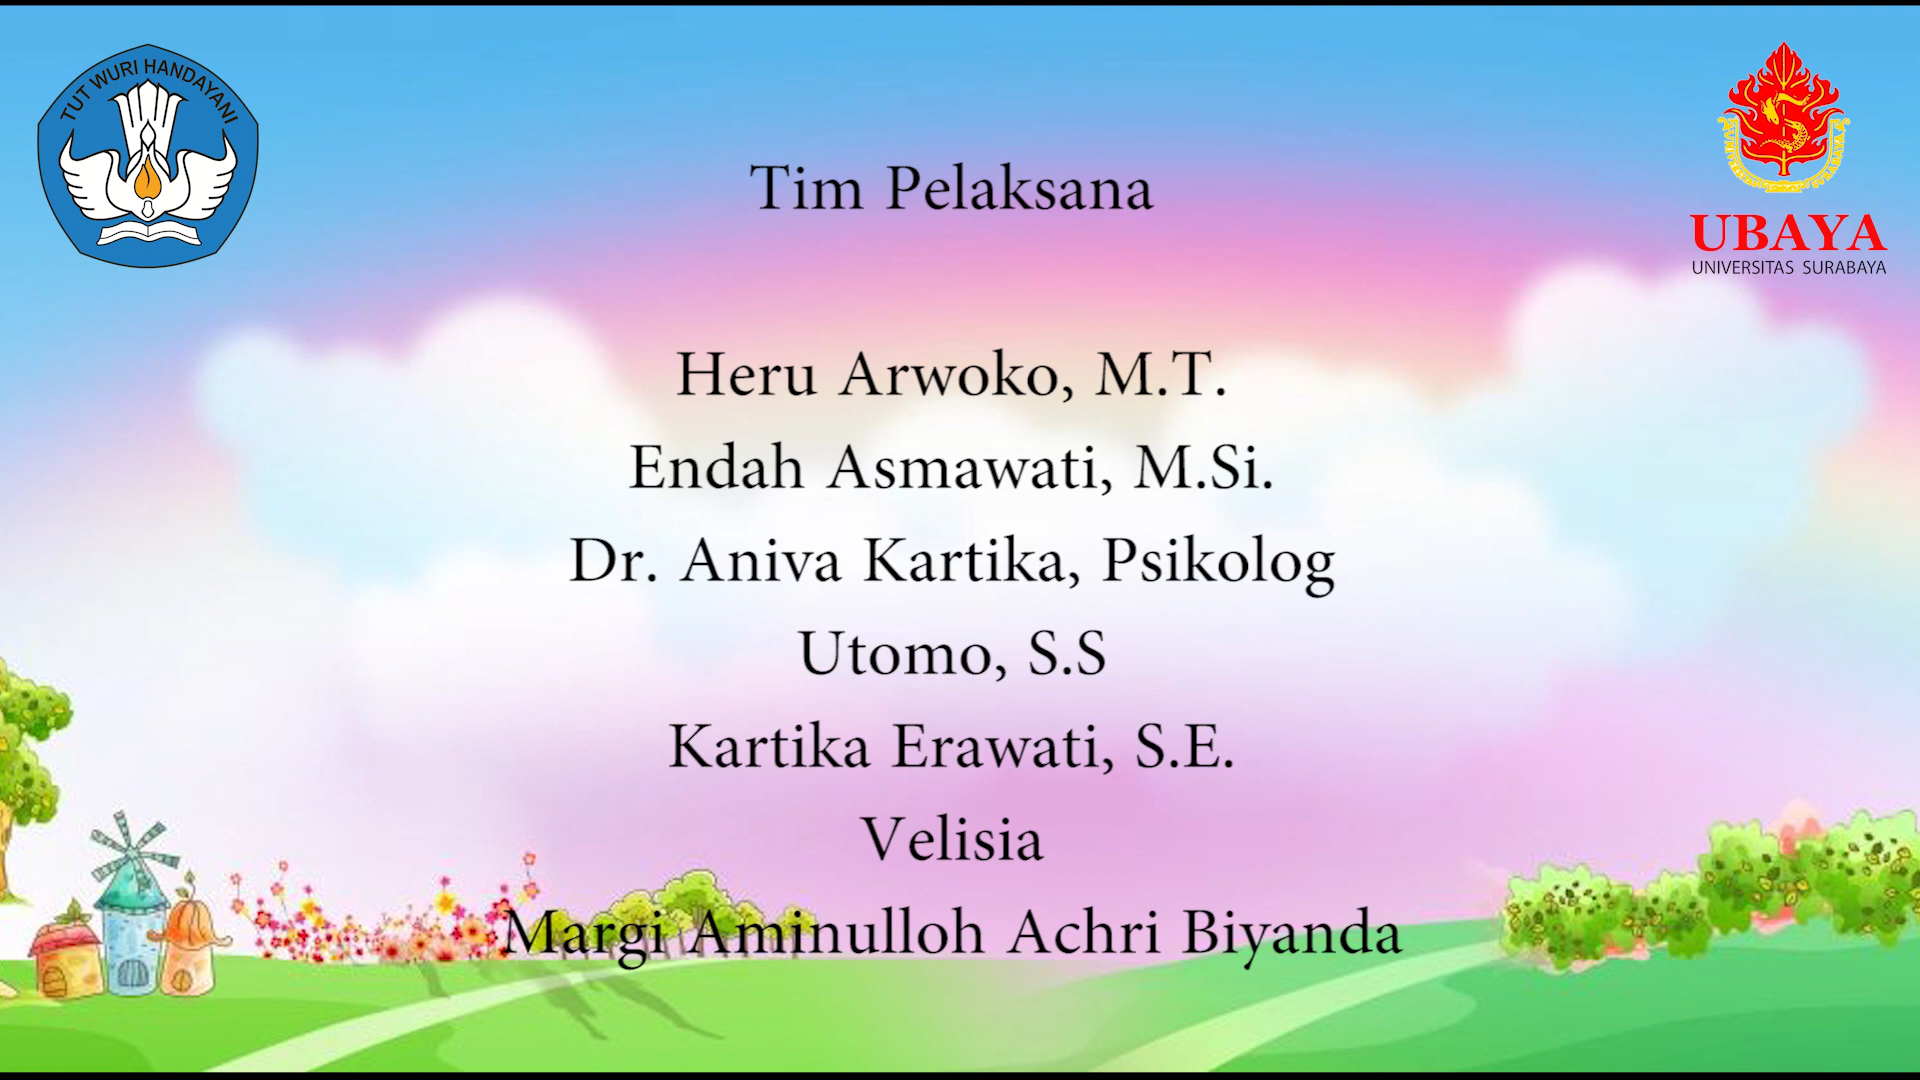 TUT WURI HANDAYANI
UBAYA
UNIVERSITAS SURABAYA
Tim Pelaksana
Heru Arwoko, M.T.
Endah Asmawati, M.Si.
Dr. Aniva Kartika, Psikolog
Utomo, S.S
Kartika Erawati, S.E.
Velisia
Margi Aminulloh Achri Biyanda